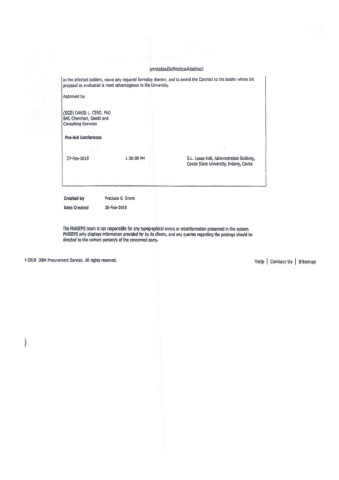 printableBidNoticeAbstract
to the affected bidders, waive any required formality therein, and to award the Contract to the bidder whose bid
proposal as evaluated is most advantageous to the University.
Approved by
(SGD) DAVID L. CERO, PhD
BAC Chairman, Goods and
Consulting Services
Pre-bid Conference
27-Feb-2018 1:30:00 PM S.L. Lasap Hall, Administration Building,
Cavite State University, Indang, Cavite
Created by Precious G. Erana
Date Created 20-Feb-2018
The PhilGEPS team is not responsible for any typographical errors or misinformation presented in the system.
PhilGEPS only displays information provided for by its clients, and any queries regarding the postings should be
directed to the contact person/s of the concerned party.
©2018 DBM Procurement Service. All rights reserved. Help | Contact Us | Sitemap